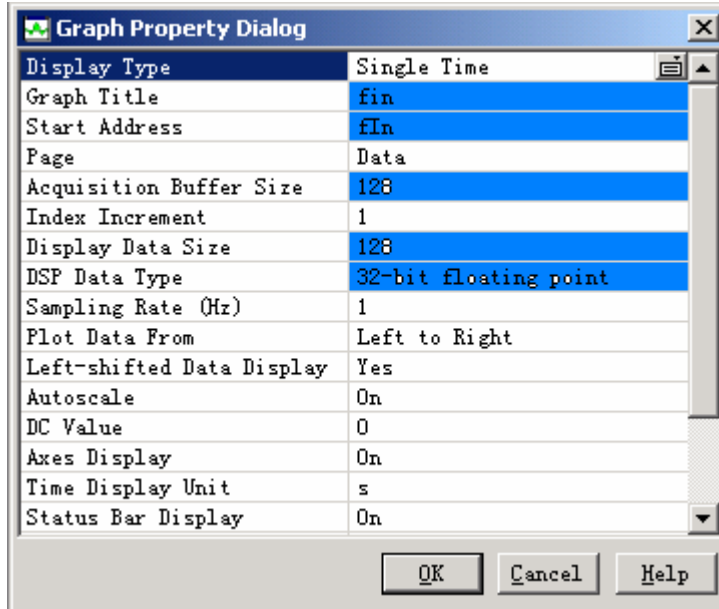 Graph Property Dialog
Display Type Single Time
Graph Title fin
Start Address fIn
Page Data
Acquisition Buffer Size 128
Index Increment 1
Display Data Size 128
DSP Data Type 32-bit floating point
Sampling Rate (Hz) 1
Plot Data From Left to Right
Left-shifted Data Display Yes
Autoscale On
DC Value 0
Axes Display On
Time Display Unit s
Status Bar Display On
OK Cancel Help